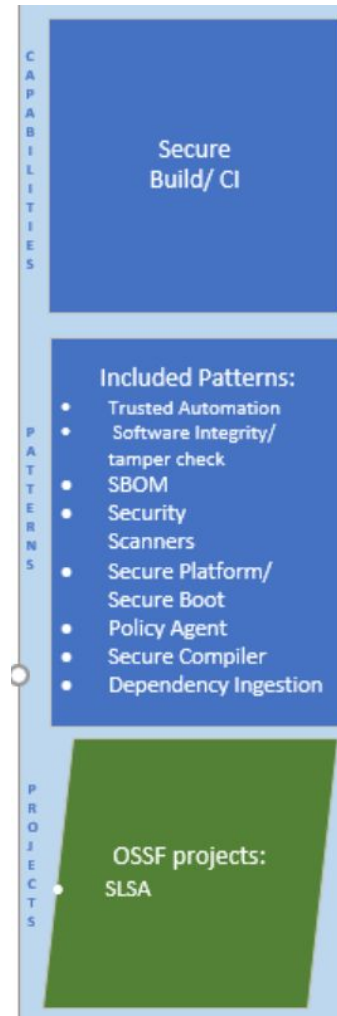 CAPABILITIES
Secure
Build/ CI
PATTERNS
Included Patterns:
• Trusted Automation
• Software Integrity/
tamper check
• SBOM
• Security
Scanners
• Secure Platform/
Secure Boot
• Policy Agent
• Secure Compiler
• Dependency Ingestion
PROJECTS
OSSF projects:
• SLSA